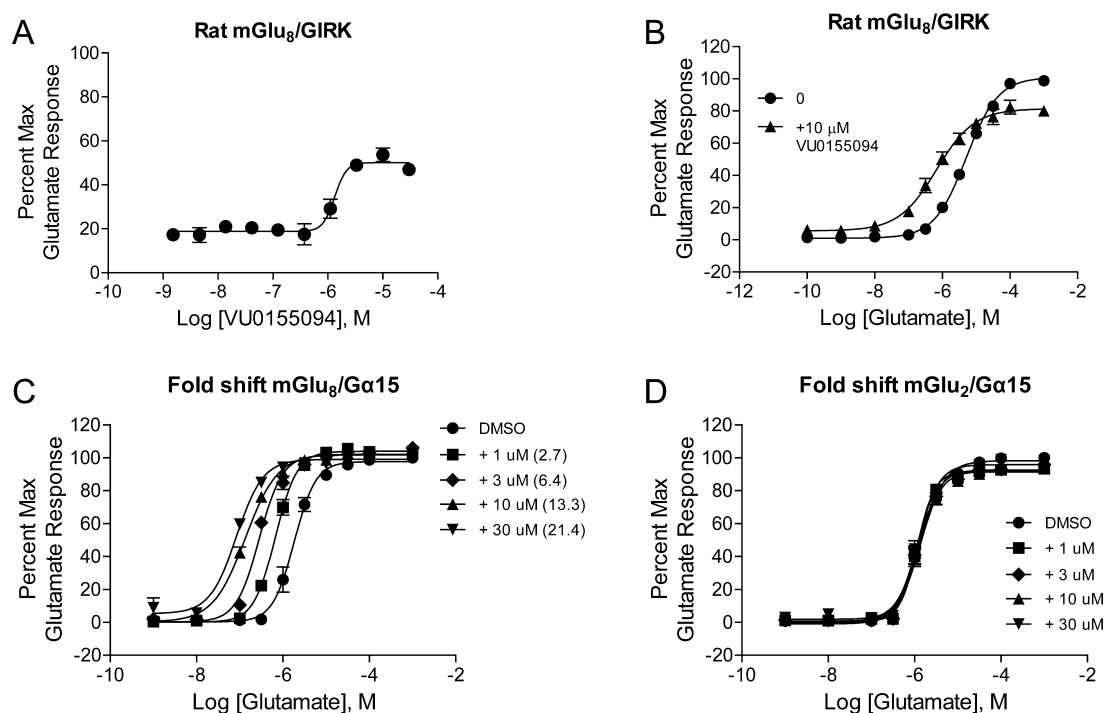 A
Rat mGlu₈/GIRK
Percent Max
Glutamate Response
100
80
60
40
20
0
-10 -9 -8 -7 -6 -5 -4
Log [VU0155094], M
B
Rat mGlu₈/GIRK
Percent Max
Glutamate Response
120
100
80
60
40
20
0
-20
0
+10 µM
VU0155094
-12 -10 -8 -6 -4 -2
Log [Glutamate], M
C
Fold shift mGlu₈/Gα15
Percent Max
Glutamate Response
120
100
80
60
40
20
0
-20
DMSO
+ 1 uM (2.7)
+ 3 uM (6.4)
+ 10 uM (13.3)
+ 30 uM (21.4)
-10 -8 -6 -4 -2
Log [Glutamate], M
D
Fold shift mGlu₂/Gα15
Percent Max
Glutamate Response
120
100
80
60
40
20
0
-20
DMSO
+ 1 uM
+ 3 uM
+ 10 uM
+ 30 uM
-10 -8 -6 -4 -2
Log [Glutamate], M